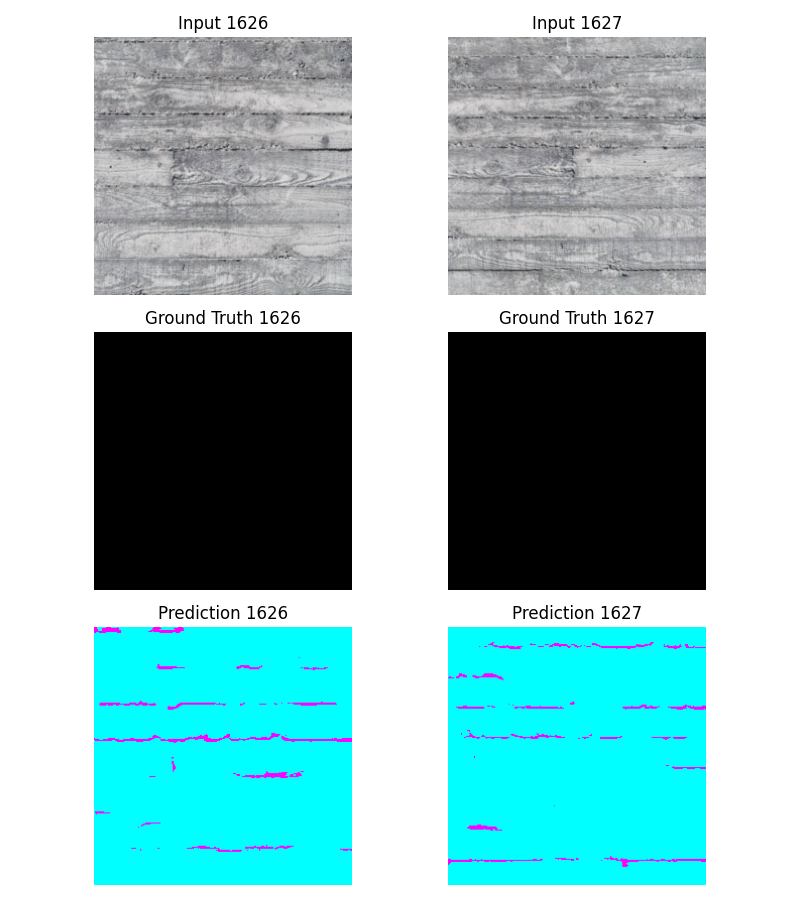 Input 1626
Input 1627
Ground Truth 1626
Ground Truth 1627
Prediction 1626
Prediction 1627